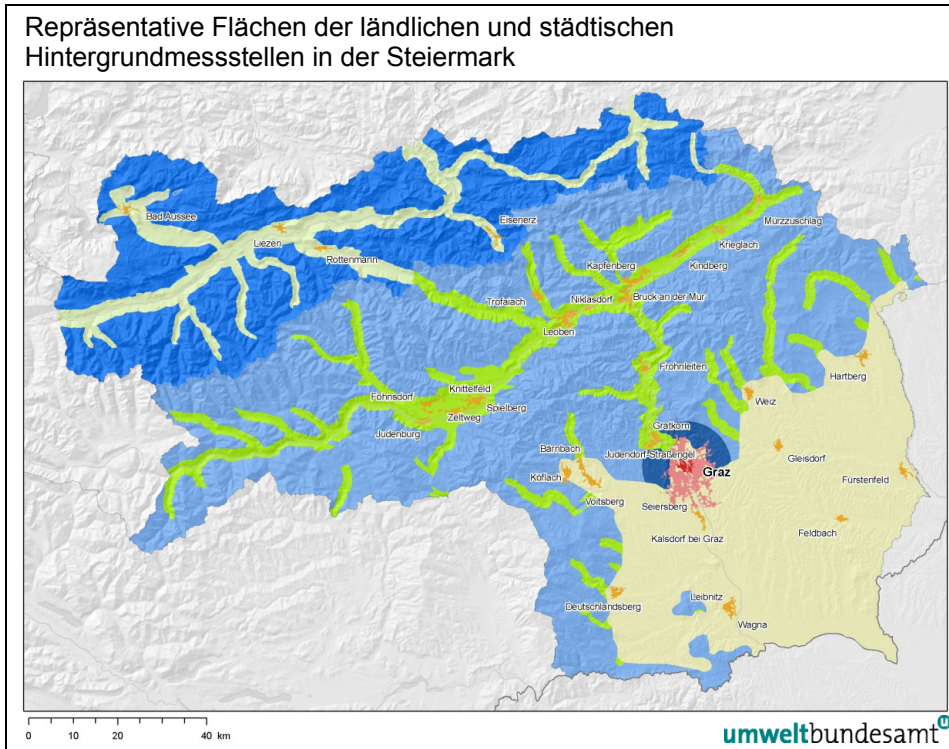 Repräsentative Flächen der ländlichen und städtischen
Hintergrundmessstellen in der Steiermark
Bad Aussee
Liezen
Rottenmann
Eisenerz
Mürzzuschlag
Krieglach
Kindberg
Kapfenberg
Trofaiach
Niklasdorf
Bruck an der Mur
Leoben
Frohnleiten
Hartberg
Knittelfeld
Fohnsdorf
Spielberg
Zeltweg
Judenburg
Weiz
Gratkorn
Bärnbach
Judendorf-Straßengel
Gleisdorf
Graz
Köflach
Fürstenfeld
Voitsberg
Seiersberg
Feldbach
Kalsdorf bei Graz
Leibnitz
Deutschlandsberg
Wagna
0 10 20 40 km
umweltbundesamt u